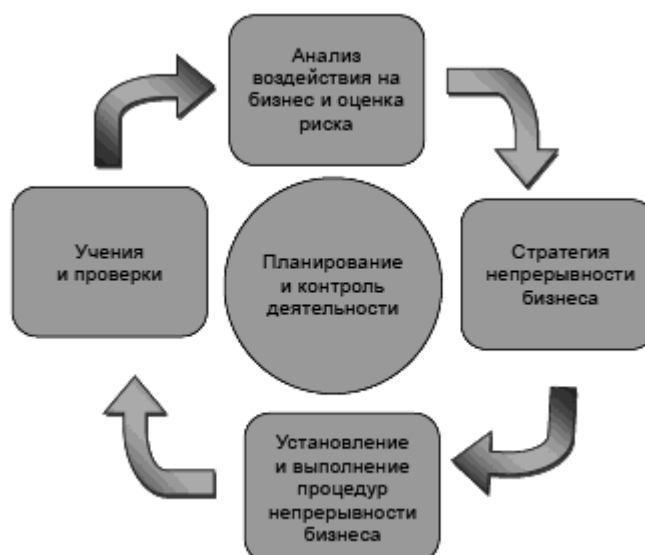 Анализ
воздействия на
бизнес и оценка
риска
Учения
и проверки
Планирование
и контроль
деятельности
Стратегия
непрерывности
бизнеса
Установление
и выполнение
процедур
непрерывности
бизнеса